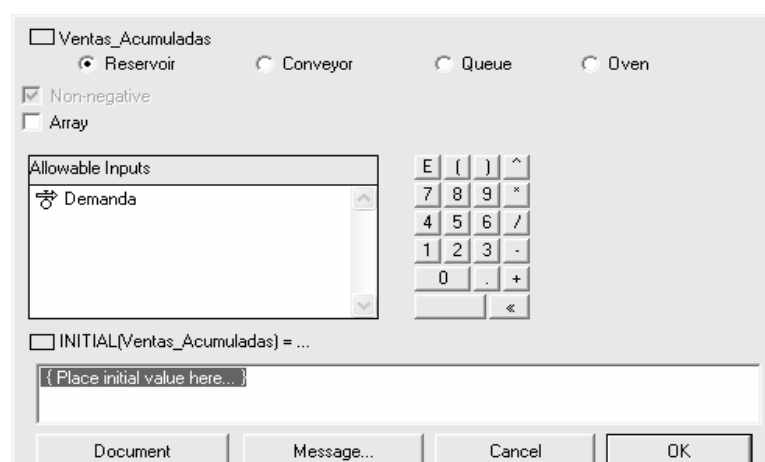 Ventas_Acumuladas
Reservoir Conveyor Queue Oven
Non-negative
Array
Allowable Inputs
Demanda
E ( ) ^
7 8 9 *
4 5 6 /
1 2 3 -
0 . +
«
INITIAL(Ventas_Acumuladas) = ...
{ Place initial value here... }
Document Message... Cancel OK